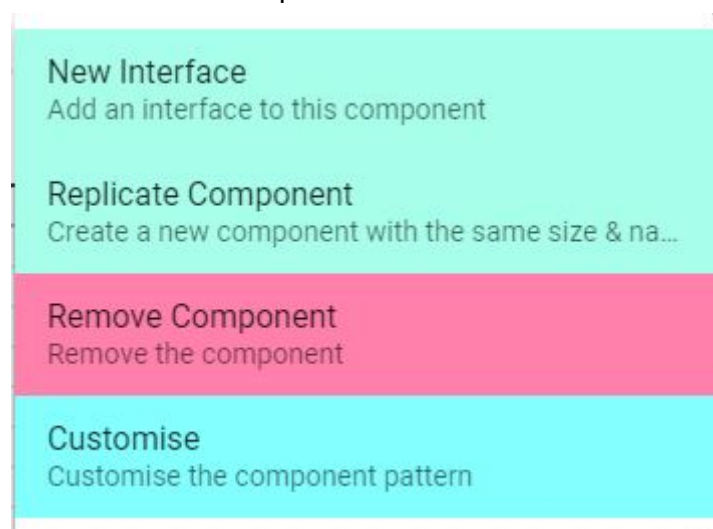 New Interface
Add an interface to this component
Replicate Component
Create a new component with the same size & na...
Remove Component
Remove the component
Customise
Customise the component pattern